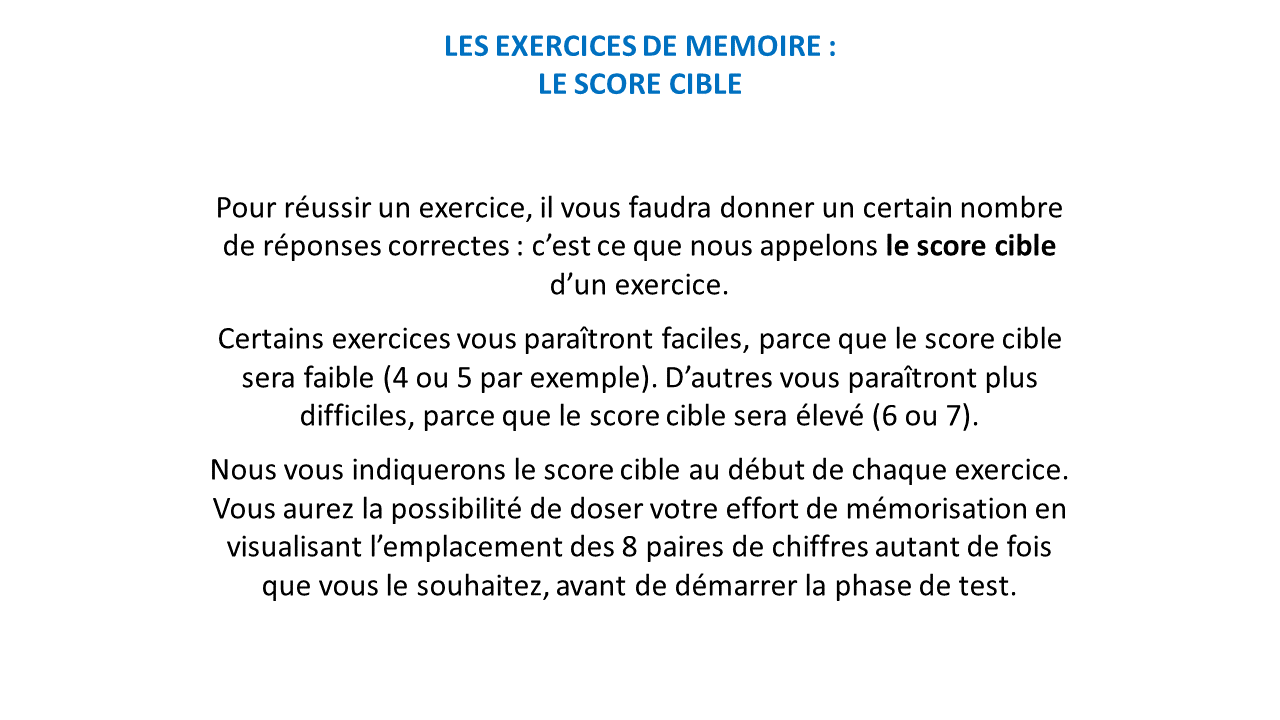 LES EXERCICES DE MEMOIRE :
LE SCORE CIBLE
Pour réussir un exercice, il vous faudra donner un certain nombre
de réponses correctes : c’est ce que nous appelons le score cible
d’un exercice.
Certains exercices vous paraîtront faciles, parce que le score cible
sera faible (4 ou 5 par exemple). D’autres vous paraîtront plus
difficiles, parce que le score cible sera élevé (6 ou 7).
Nous vous indiquerons le score cible au début de chaque exercice.
Vous aurez la possibilité de doser votre effort de mémorisation en
visualisant l’emplacement des 8 paires de chiffres autant de fois
que vous le souhaitez, avant de démarrer la phase de test.